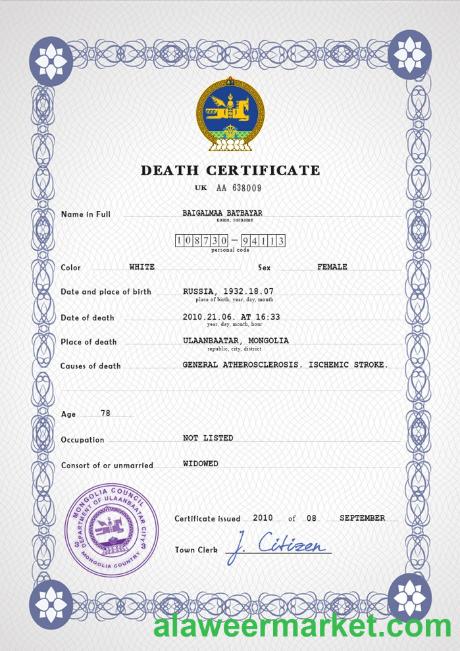 DEATH CERTIFICATE
UK AA 638009
Name in Full BAIGALMAA BATBAYAR
name, surname
108730-94113
personal code
Color WHITE Sex FEMALE
Date and place of birth RUSSIA, 1932.18.07
place of birth, year, day, month
Date of death 2010.21.06. AT 16:33
year, day, month, hour
Place of death ULAANBAATAR, MONGOLIA
republic, city, district
Causes of death GENERAL ATHEROSCLEROSIS. ISCHEMIC STROKE.
Age 78
Occupation NOT LISTED
Consort of or unmarried WIDOWED
MONGOLIA COUNCIL
DEPARTMENT OF ULAANBAATAR CITY
MONGOLIA COUNTRY
Certificate issued 2010 of 08 SEPTEMBER
Town Clerk J. Citizen
alaweermarket.com